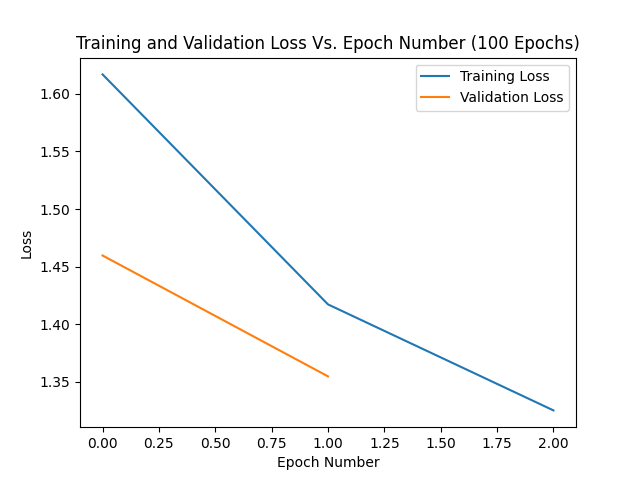 Training and Validation Loss Vs. Epoch Number (100 Epochs)
Training Loss
Validation Loss
Loss
1.60
1.55
1.50
1.45
1.40
1.35
0.00 0.25 0.50 0.75 1.00 1.25 1.50 1.75 2.00
Epoch Number